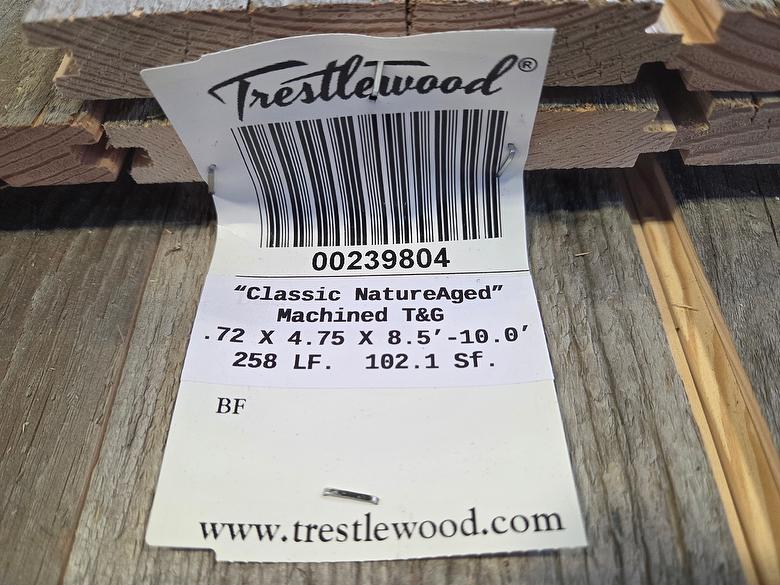 Trestlewood®
00239804
“Classic NatureAged”
Machined T&G
.72 X 4.75 X 8.5’-10.0’
258 LF. 102.1 Sf.
BF
www.trestlewood.com